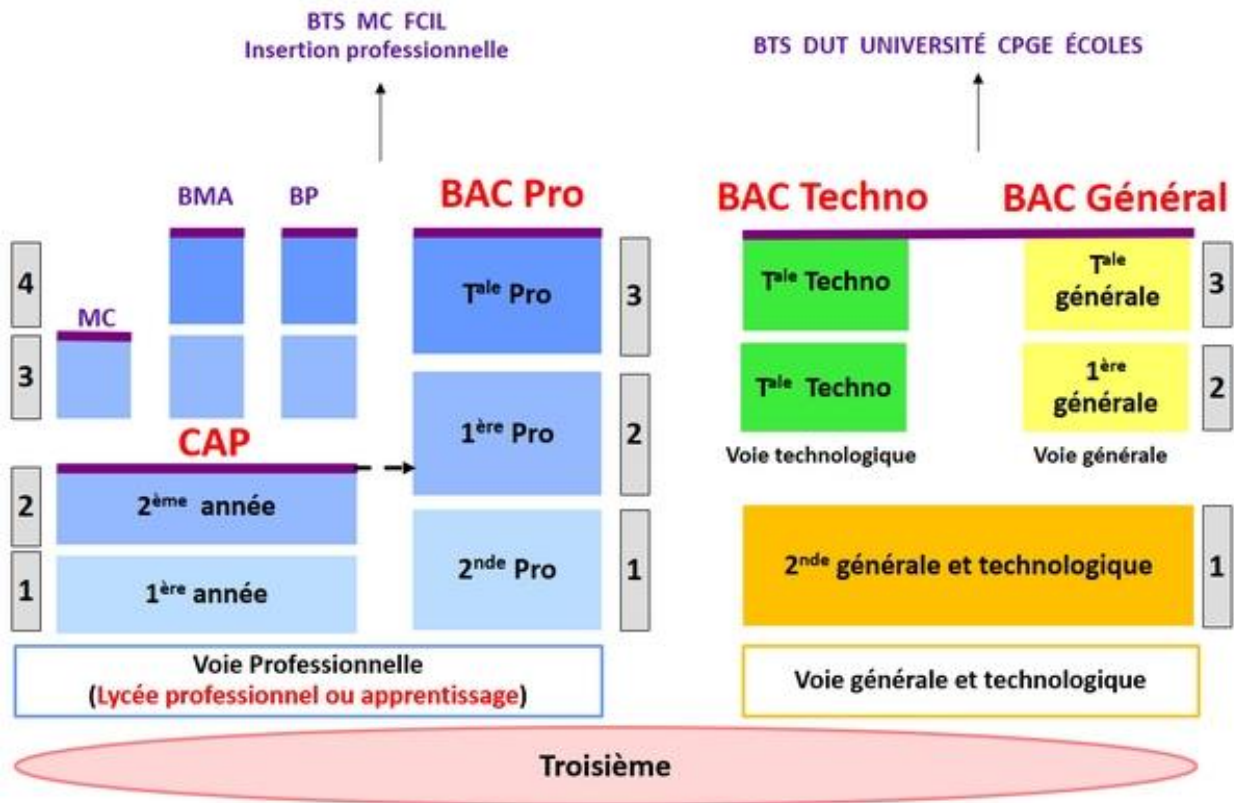 BTS MC FCIL
Insertion professionnelle
BTS DUT UNIVERSITÉ CPGE ÉCOLES
BMA
BP
BAC Pro
BAC Techno
BAC Général
4
MC
3
Tale Pro
3
1ère Pro
2
CAP
2
2ème année
1
1ère année
2nde Pro
1
Tale Techno
Tale
générale
3
Tale Techno
1ère
générale
2
Voie technologique
Voie générale
2nde générale et technologique
1
Voie Professionnelle
(Lycée professionnel ou apprentissage)
Voie générale et technologique
Troisième